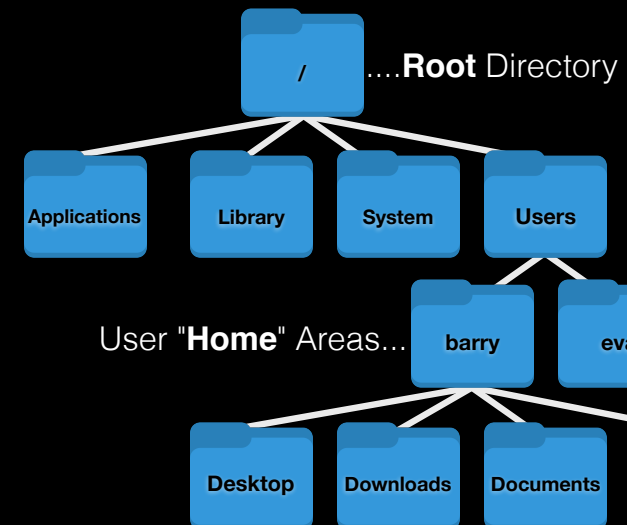 /
....Root Directory
Applications
Library
System
Users
User "Home" Areas...
barry
Desktop
Downloads
Documents